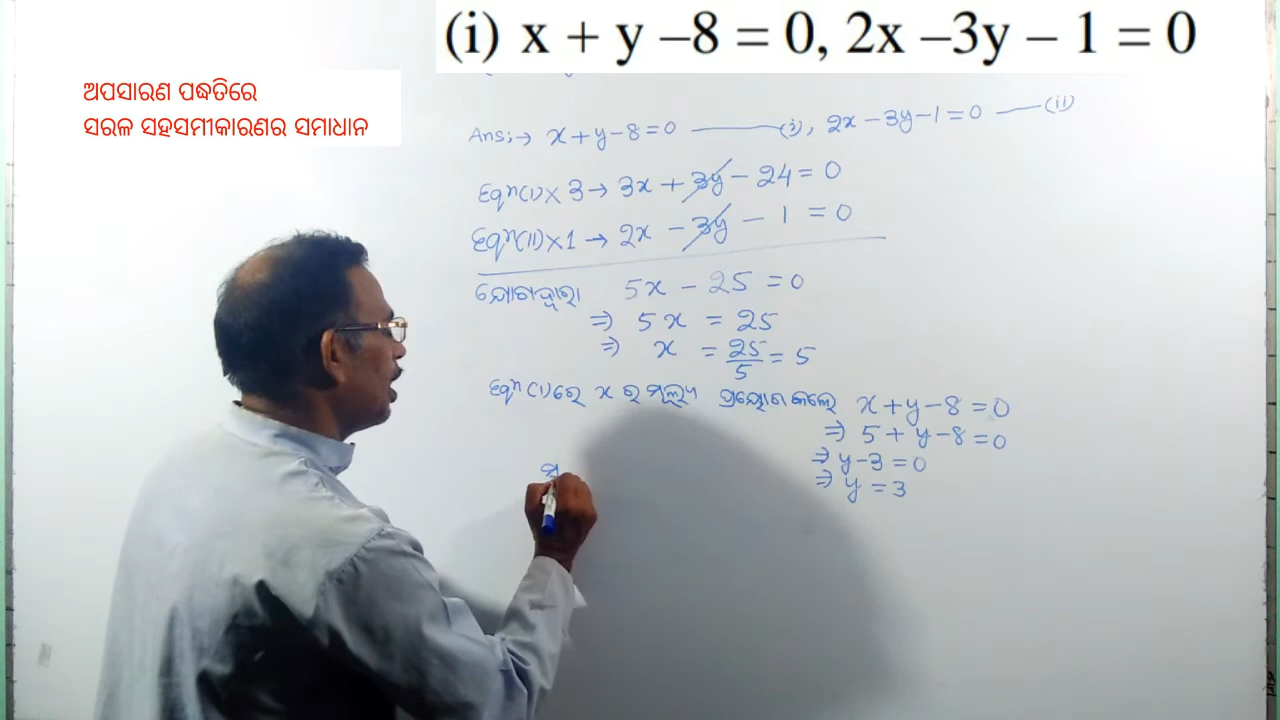 (i) x + y –8 = 0, 2x –3y – 1 = 0
ଅପସାରଣ ପଦ୍ଧତିରେ
ସରଳ ସହସମୀକାରଣର ସମାଧାନ
Ans:→ x + y - 8 = 0 —— (i), 2x - 3y - 1 = 0 —— (ii)
Eqⁿ(i) × 3 → 3x + 3y - 24 = 0
Eqⁿ(ii) × 1 → 2x - 3y - 1 = 0
ଯୋଗଦ୍ୱାରା 5x - 25 = 0
⇒ 5x = 25
⇒ x = 25/5 = 5
Eqⁿ(i) ରେ x ର ମୂଲ୍ୟ ପ୍ରୟୋଗ କଲେ x + y - 8 = 0
⇒ 5 + y - 8 = 0
⇒ y - 3 = 0
⇒ y = 3